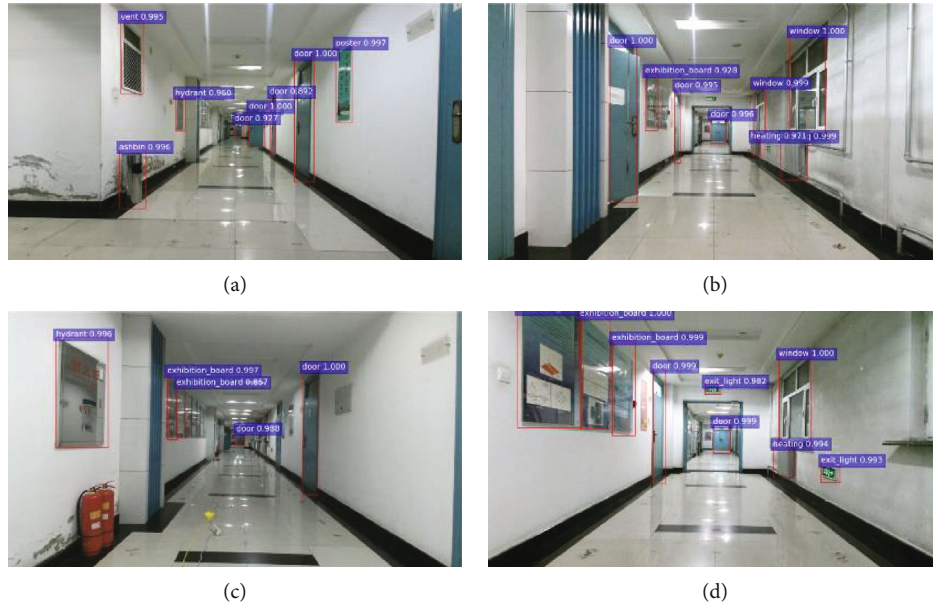 vent 0.995
door 1.000
poster 0.997
hydrant 0.960
door 0.892
door 1.000
door 0.927
ashbin 0.996
(a)
door 1.000
window 1.000
exhibition_board 0.928
door 0.995
window 0.999
door 0.996
heating 0.971
0.999
(b)
hydrant 0.996
exhibition_board 0.997
door 1.000
exhibition_board 0.857
door 0.988
(c)
exhibition_board 1.000
exhibition_board 0.999
window 1.000
door 0.999
exit_light 0.982
door 0.999
heating 0.994
exit_light 0.993
(d)